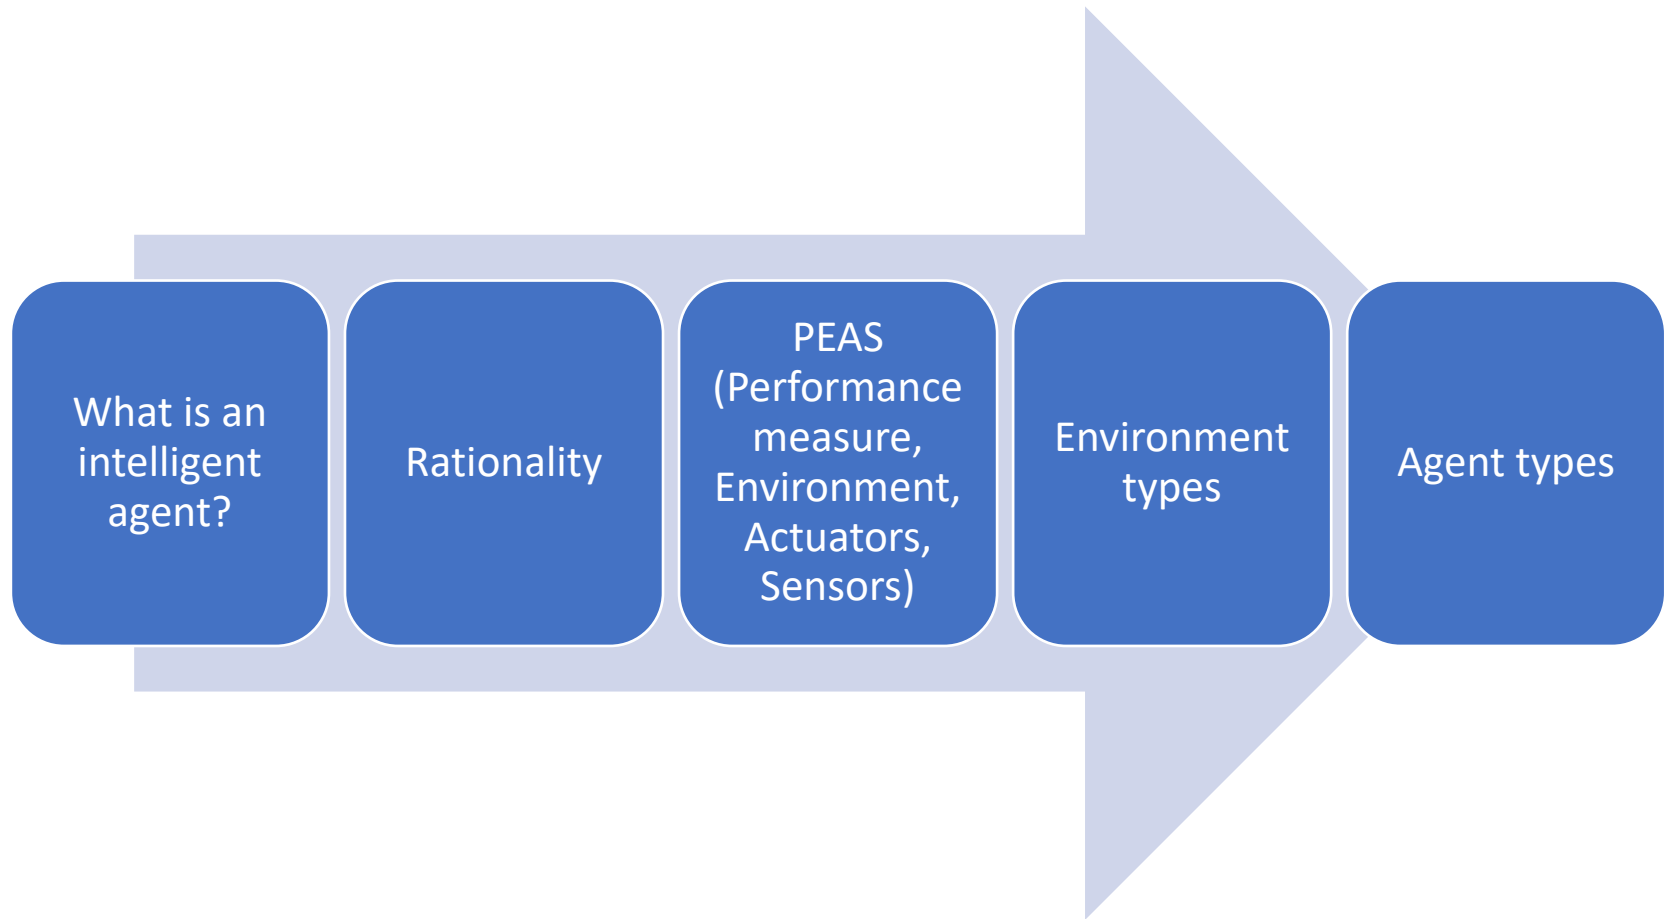 What is an
intelligent
agent?
Rationality
PEAS
(Performance
measure,
Environment,
Actuators,
Sensors)
Environment
types
Agent types